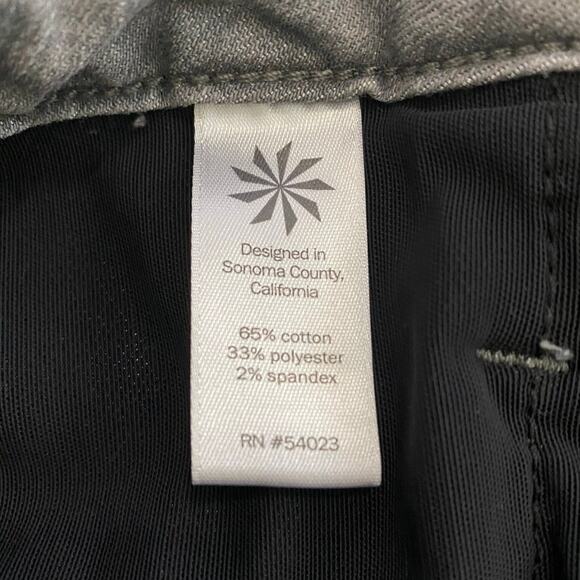 Designed in
Sonoma County,
California
65% cotton
33% polyester
2% spandex
RN #54023